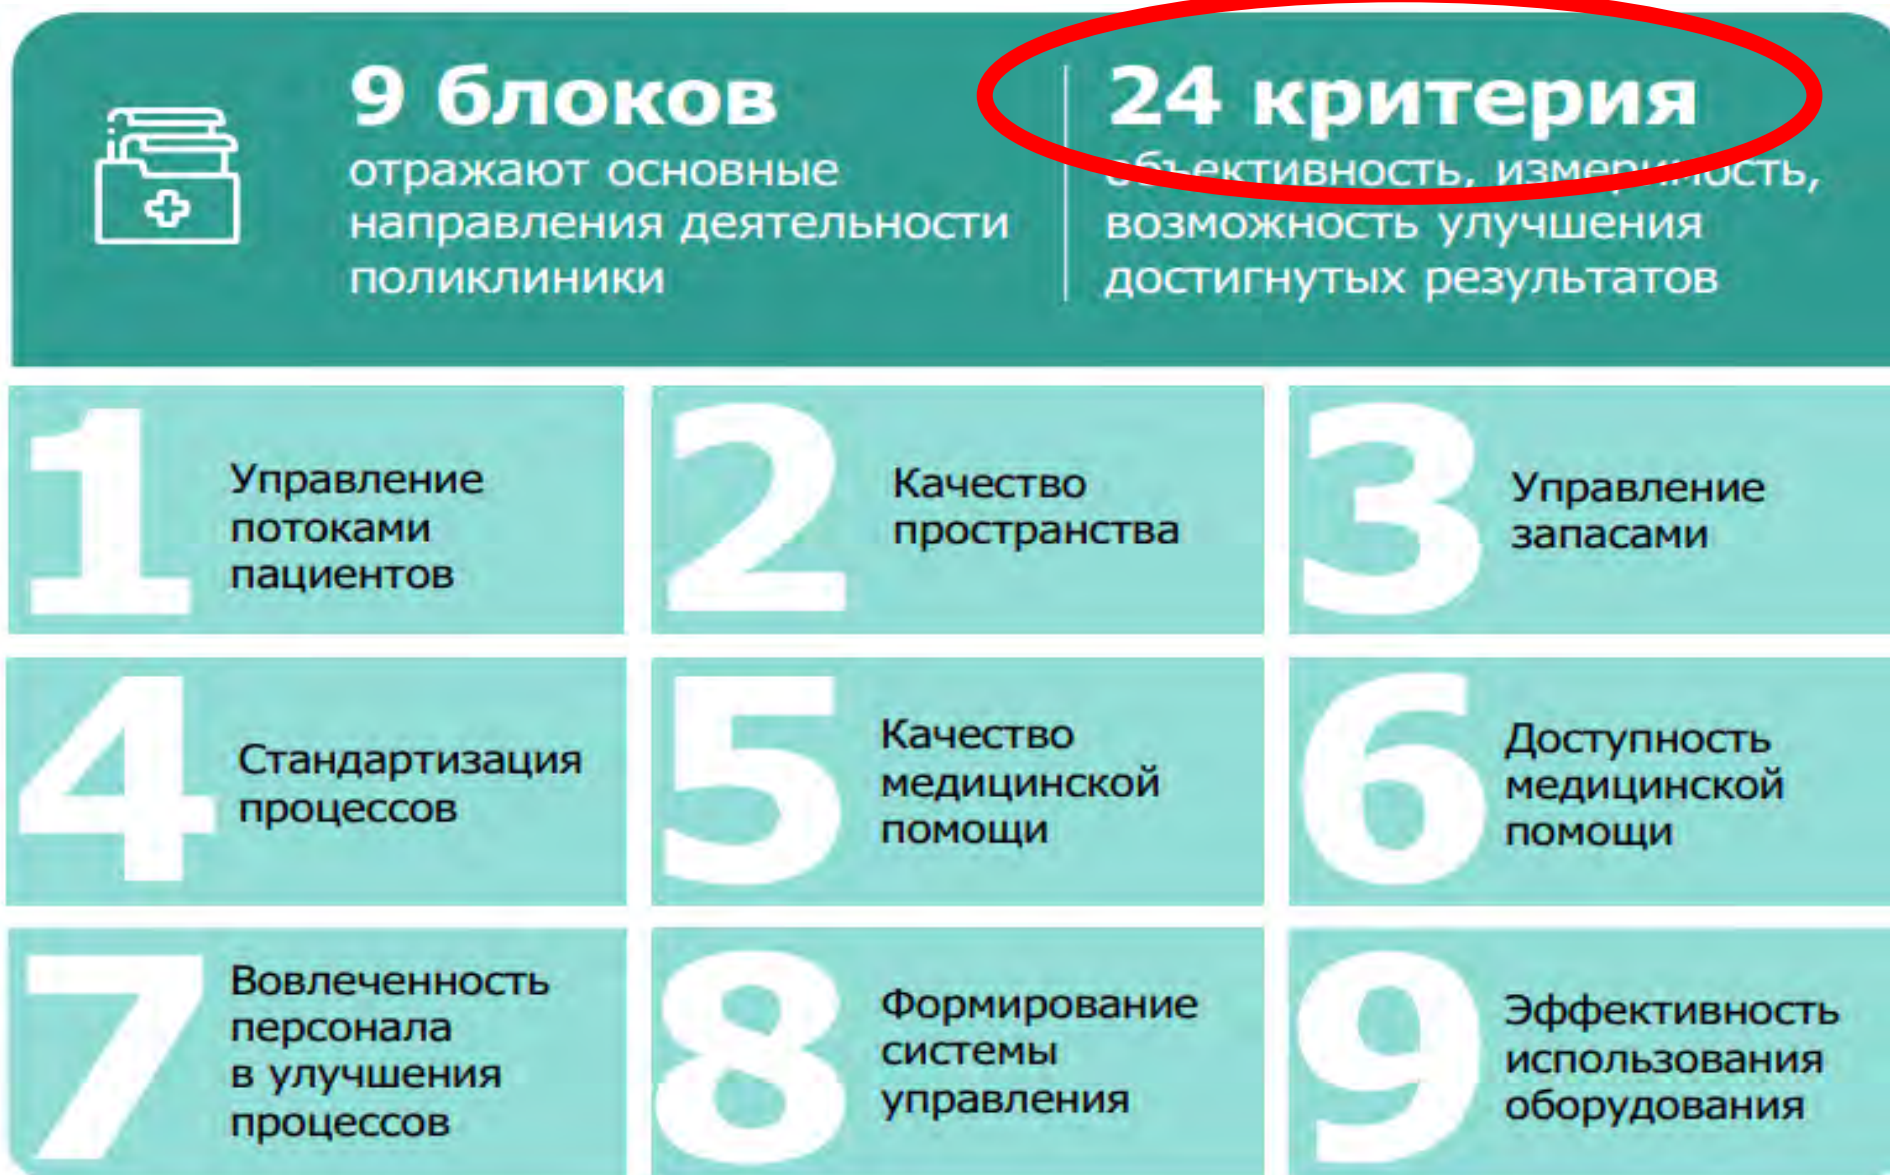 9 блоков
отражают основные
направления деятельности
поликлиники
24 критерия
объективность, измеримость,
возможность улучшения
достигнутых результатов
1
Управление
потоками
пациентов
2
Качество
пространства
3
Управление
запасами
4
Стандартизация
процессов
5
Качество
медицинской
помощи
6
Доступность
медицинской
помощи
7
Вовлеченность
персонала
в улучшения
процессов
8
Формирование
системы
управления
9
Эффективность
использования
оборудования